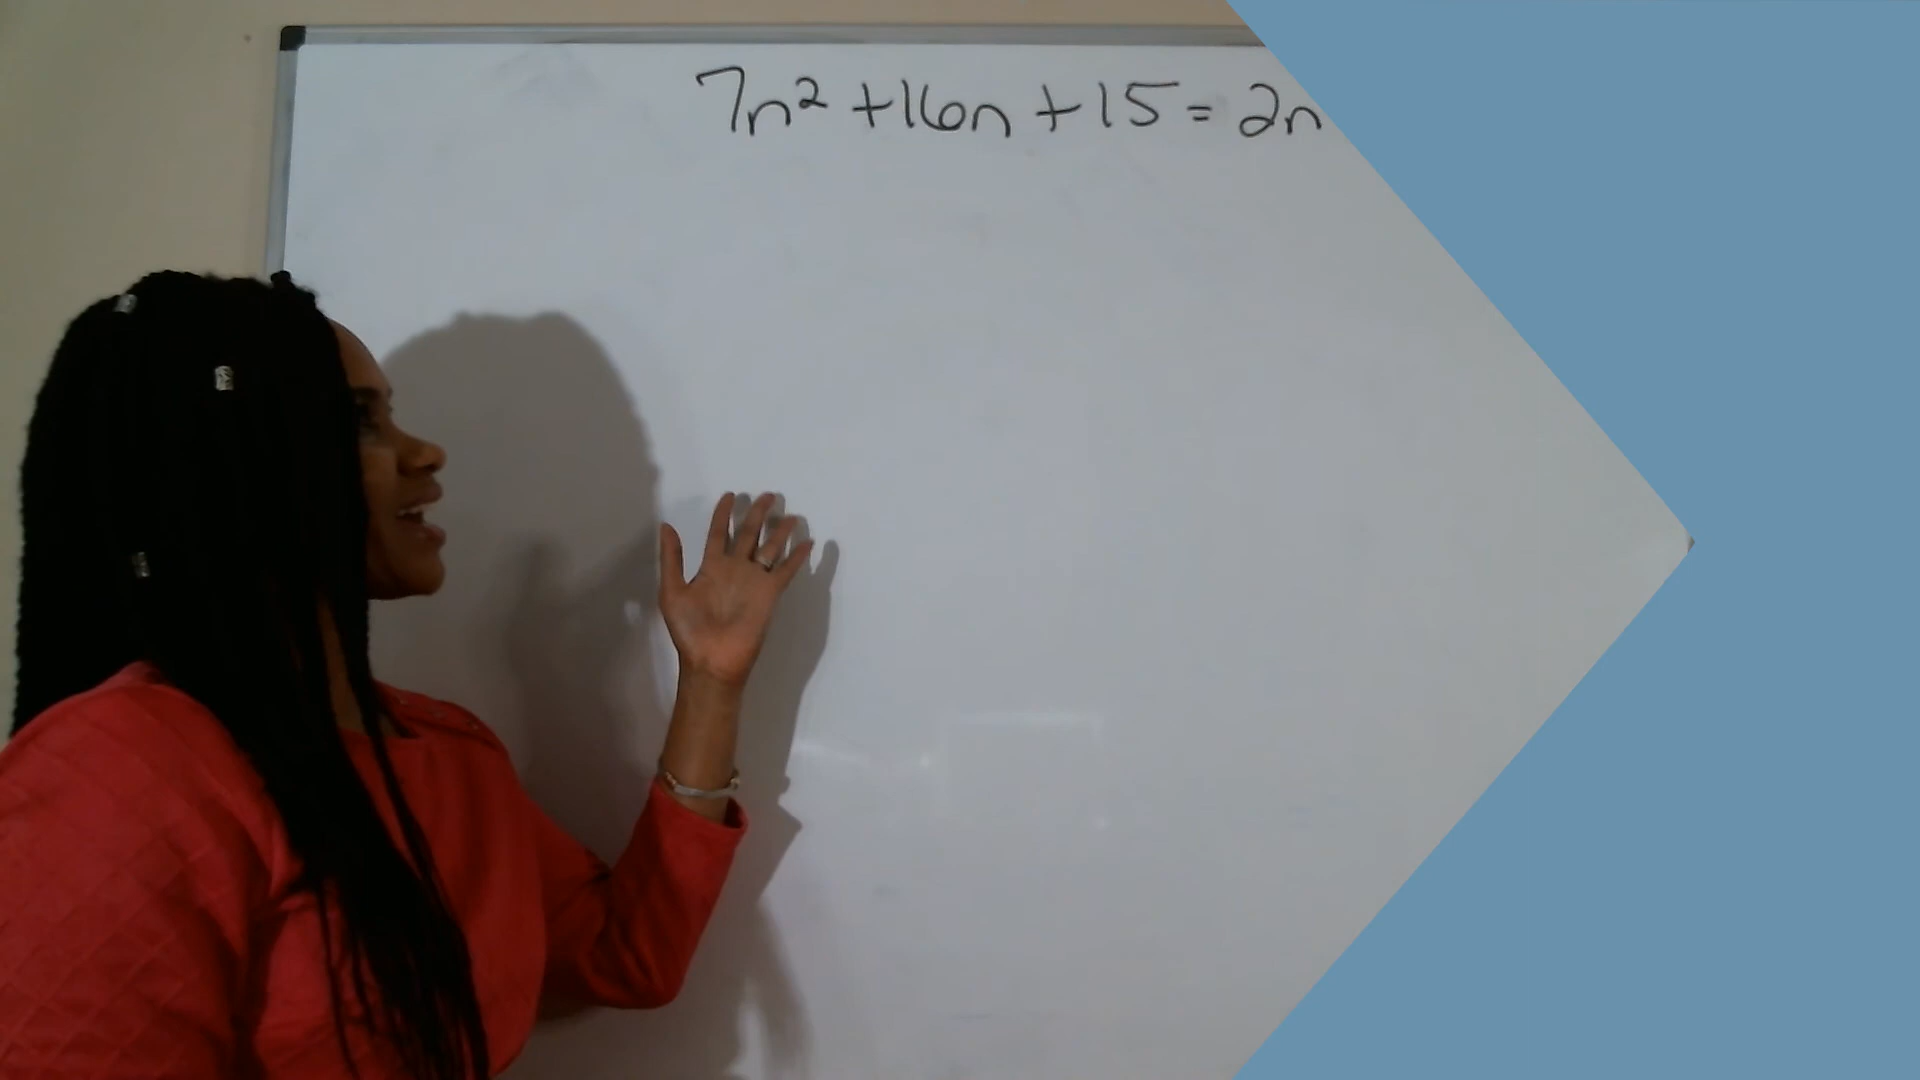 7n² +16n +15 = 2n